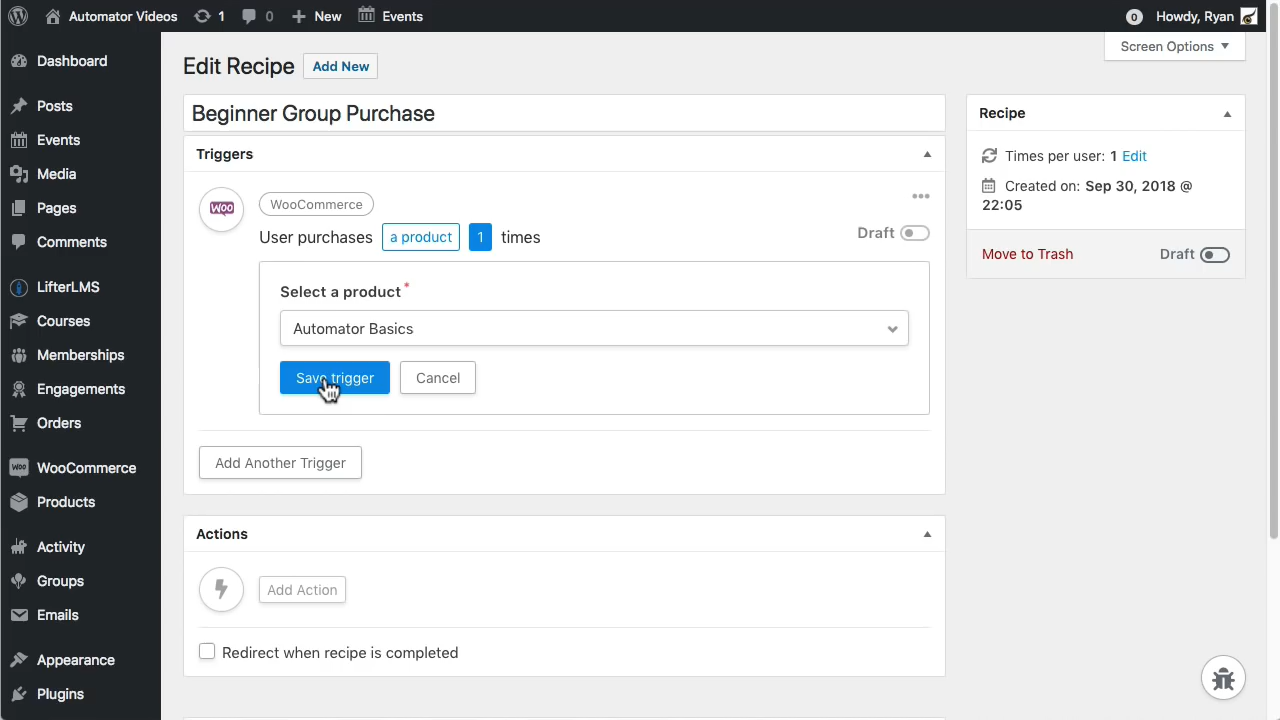 Automator Videos 1 0 New Events 0 Howdy, Ryan
Screen Options
Dashboard
Posts
Events
Media
Pages
Comments
LifterLMS
Courses
Memberships
Engagements
Orders
WooCommerce
Products
Activity
Groups
Emails
Appearance
Plugins
Edit Recipe Add New
Beginner Group Purchase
Triggers
WOO WooCommerce
User purchases a product 1 times
Draft
Select a product *
Automator Basics
Save trigger Cancel
Add Another Trigger
Actions
Add Action
Redirect when recipe is completed
Recipe
Times per user: 1 Edit
Created on: Sep 30, 2018 @
22:05
Move to Trash Draft